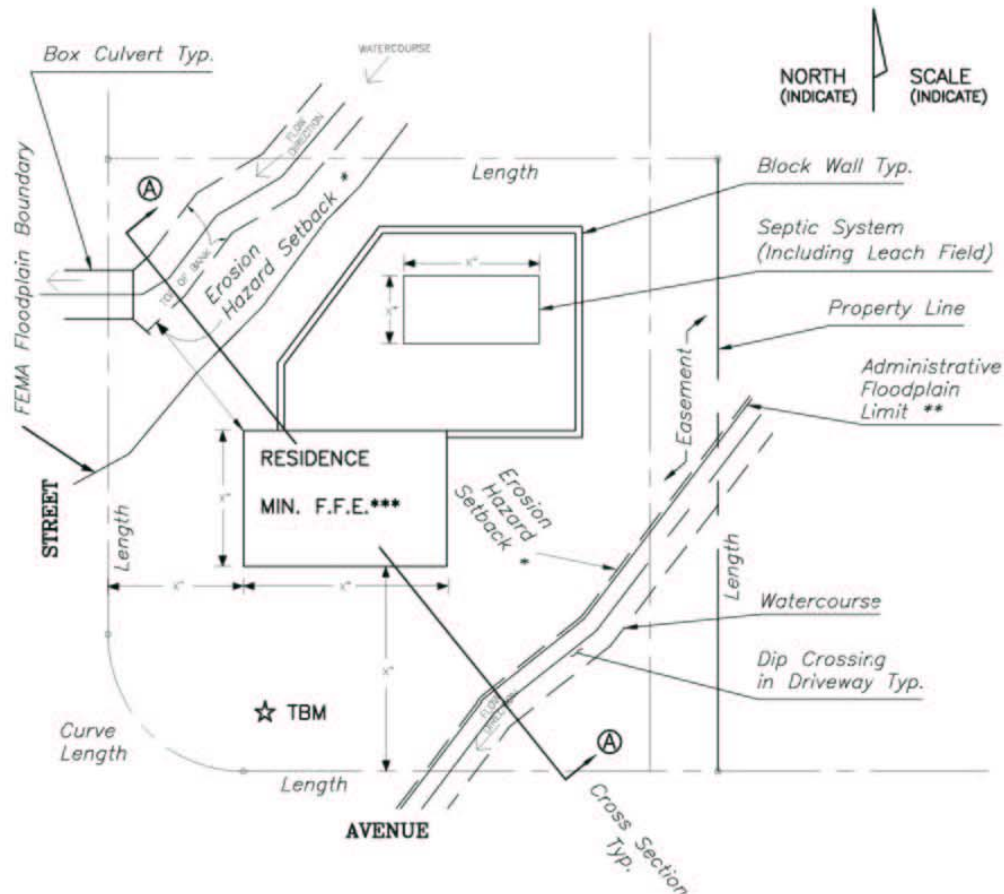 Box Culvert Typ.
WATERCOURSE
NORTH
(INDICATE)
SCALE
(INDICATE)
FLOW
DIRECTION
Length
Block Wall Typ.
A
Septic System
(Including Leach Field)
TOP OF BANK
Erosion
Hazard Setback *
X"
X"
Property Line
FEMA Floodplain Boundary
Administrative
Floodplain
Limit **
Easement
RESIDENCE
MIN. F.F.E.***
X"
Erosion
Hazard
Setback *
STREET
Length
X"
X"
Length
Watercourse
Dip Crossing
in Driveway Typ.
X"
TBM
FLOW
DIRECTION
A
Curve
Length
Length
Cross Section
Typ.
AVENUE